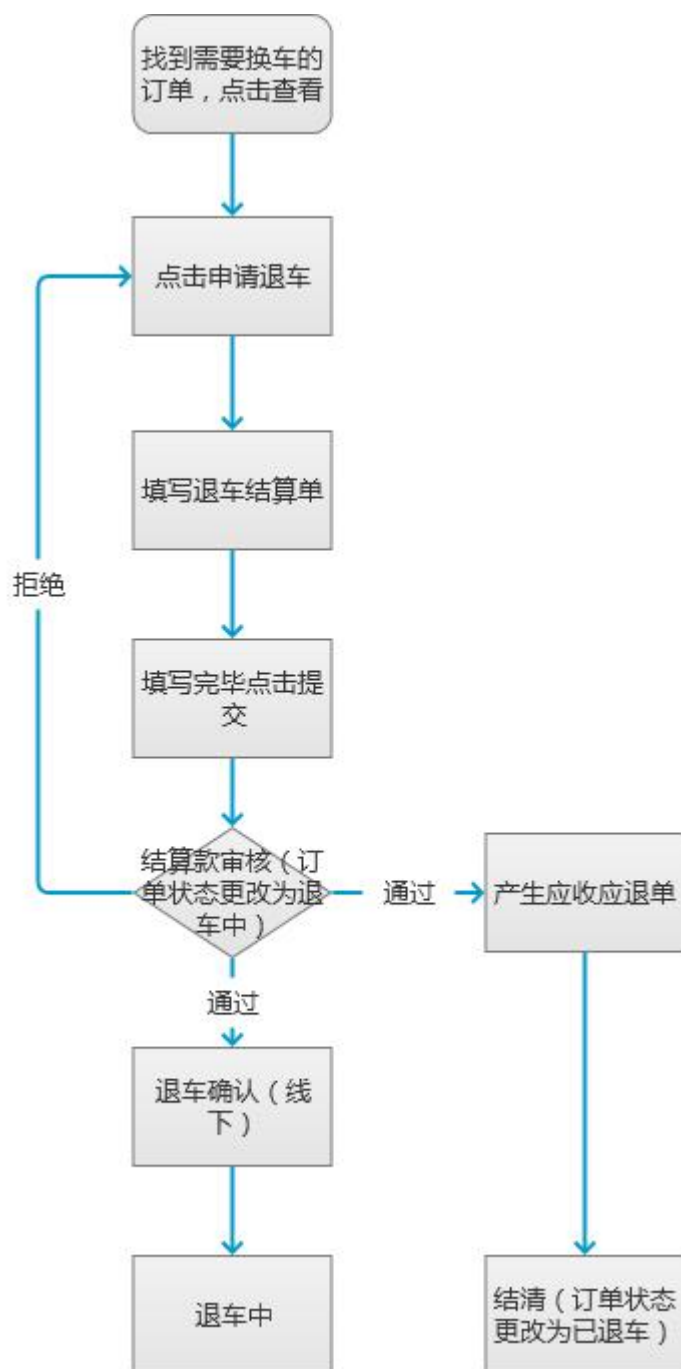 找到需要换车的
订单，点击查看
点击申请退车
填写退车结算单
拒绝
填写完毕点击提
交
结算款审核（订
单状态更改为退
车中）
通过
产生应收应退单
通过
退车确认（线
下）
退车中
结清（订单状态
更改为已退车）